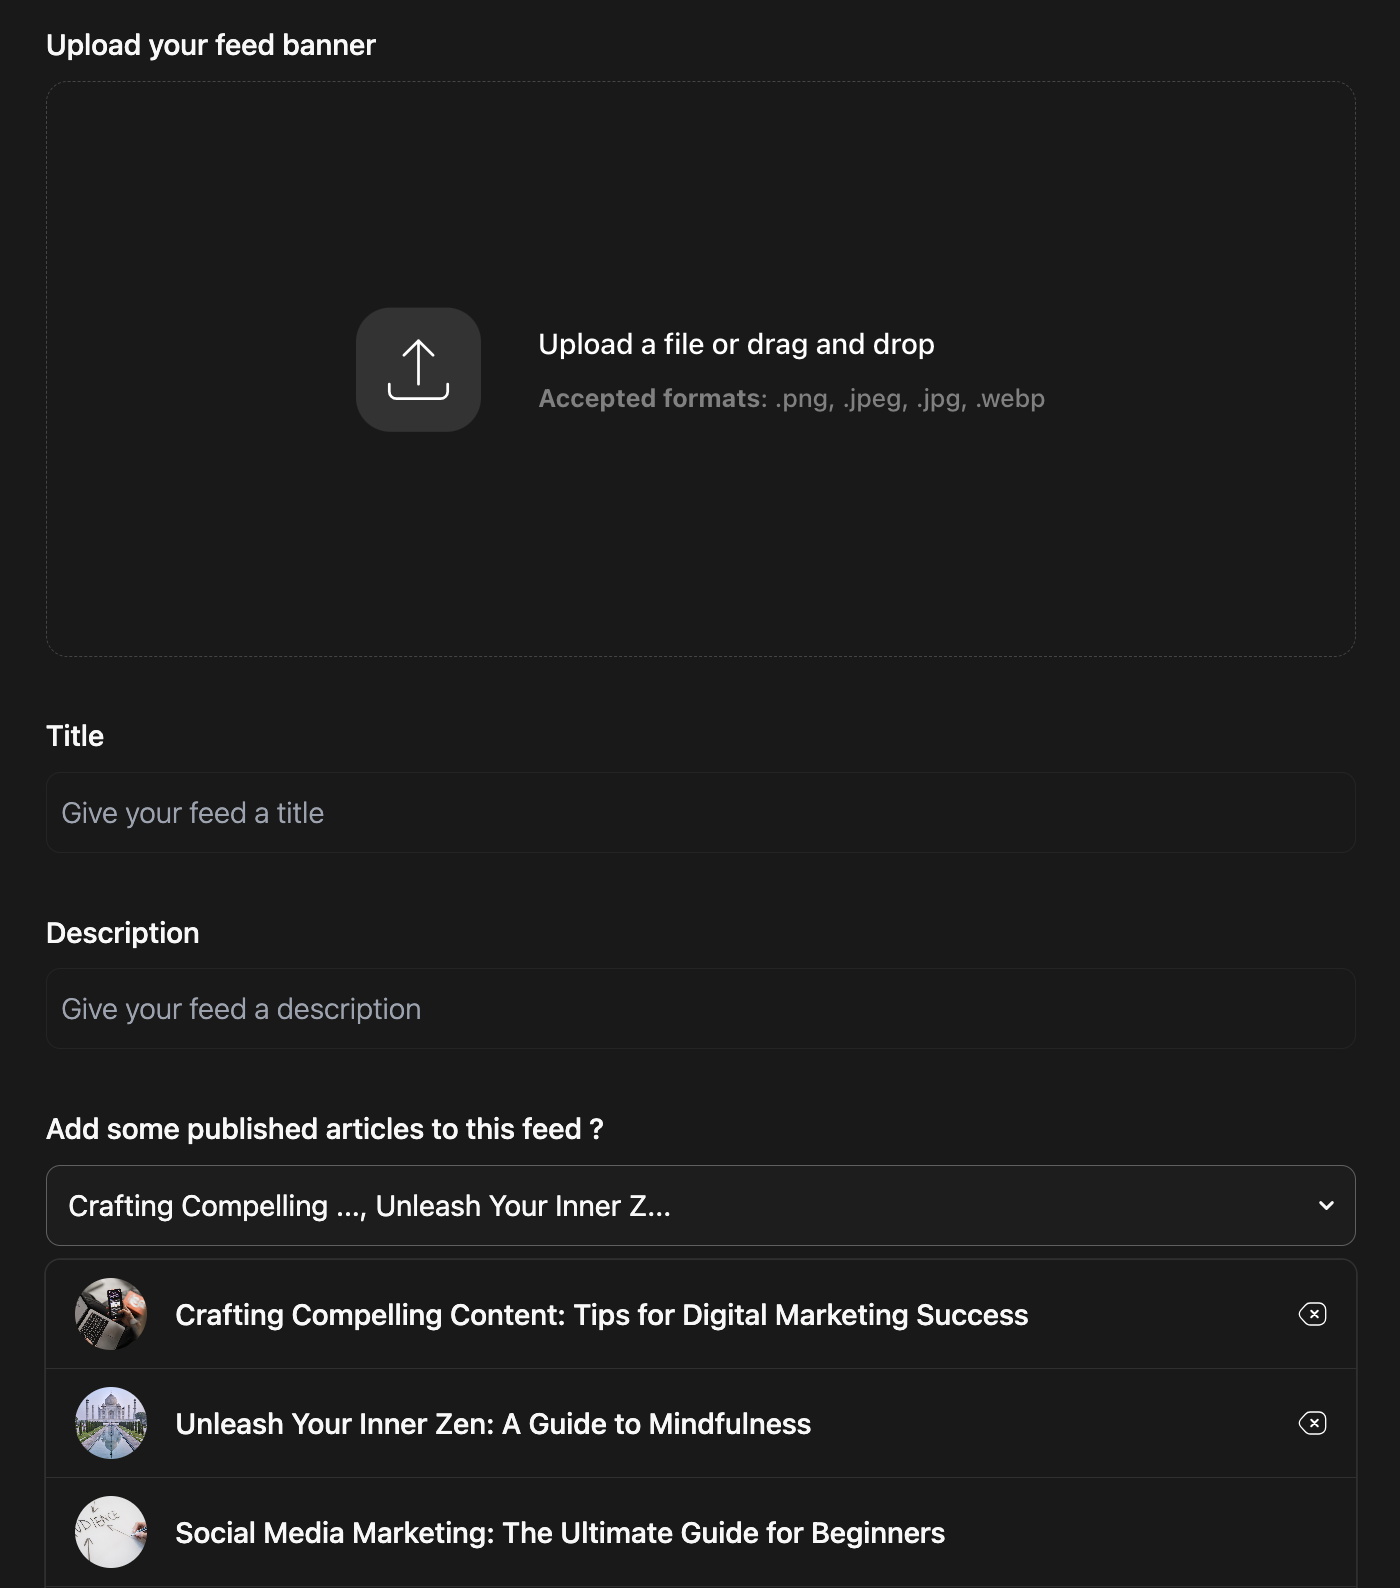 Upload your feed banner
Upload a file or drag and drop
Accepted formats: .png, .jpeg, .jpg, .webp
Title
Give your feed a title
Description
Give your feed a description
Add some published articles to this feed ?
Crafting Compelling ..., Unleash Your Inner Z...
Crafting Compelling Content: Tips for Digital Marketing Success
Unleash Your Inner Zen: A Guide to Mindfulness
Social Media Marketing: The Ultimate Guide for Beginners